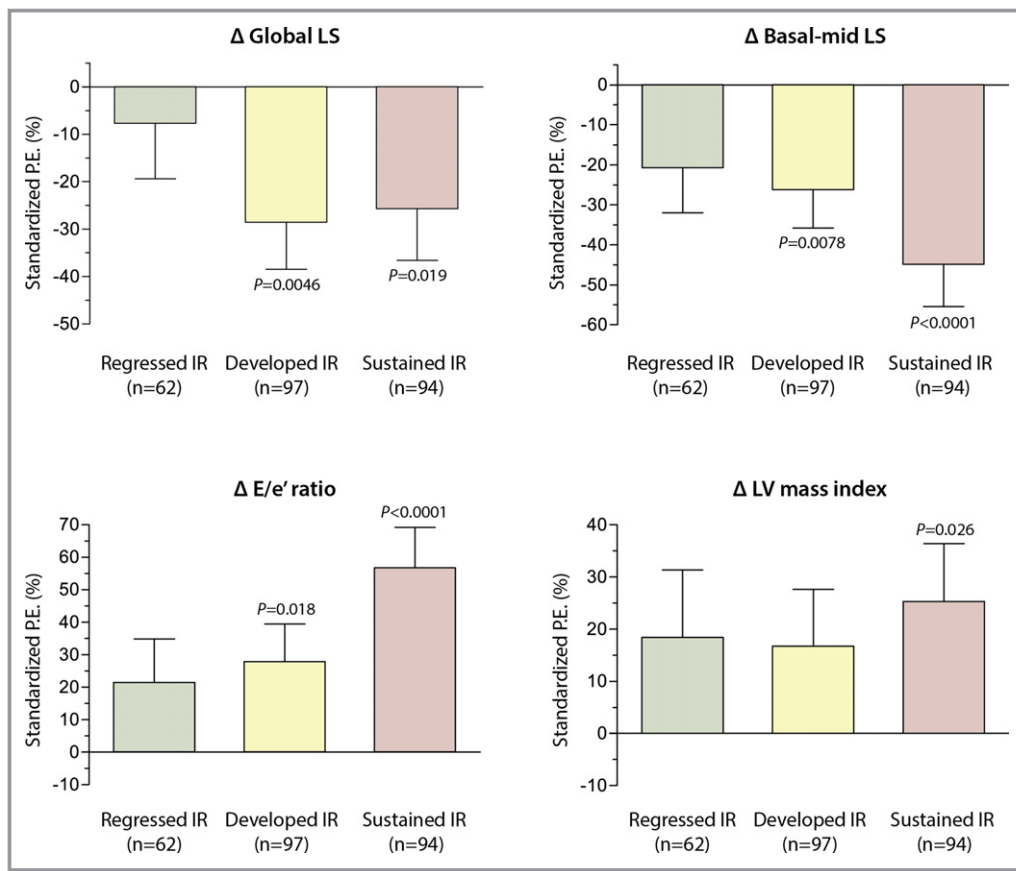 Δ Global LS
Standardized P.E. (%)
0
-10
-20
-30
-40
-50
P=0.0046
P=0.019
Regressed IR
(n=62)
Developed IR
(n=97)
Sustained IR
(n=94)
Δ Basal-mid LS
Standardized P.E. (%)
0
-10
-20
-30
-40
-50
-60
P=0.0078
P<0.0001
Regressed IR
(n=62)
Developed IR
(n=97)
Sustained IR
(n=94)
Δ E/e’ ratio
Standardized P.E. (%)
70
60
50
40
30
20
10
0
-10
P=0.018
P<0.0001
Regressed IR
(n=62)
Developed IR
(n=97)
Sustained IR
(n=94)
Δ LV mass index
Standardized P.E. (%)
40
30
20
10
0
-10
P=0.026
Regressed IR
(n=62)
Developed IR
(n=97)
Sustained IR
(n=94)